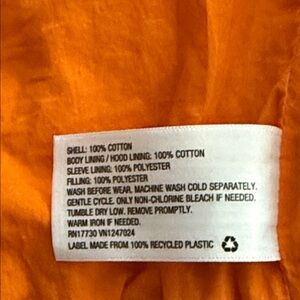 SHELL: 100% COTTON
BODY LINING / HOOD LINING: 100% COTTON
SLEEVE LINING: 100% POLYESTER
FILLING: 100% POLYESTER
WASH BEFORE WEAR. MACHINE WASH COLD SEPARATELY.
GENTLE CYCLE. ONLY NON-CHLORINE BLEACH IF NEEDED.
TUMBLE DRY LOW. REMOVE PROMPTLY.
WARM IRON IF NEEDED.
RN17730 VN1247024
LABEL MADE FROM 100% RECYCLED PLASTIC